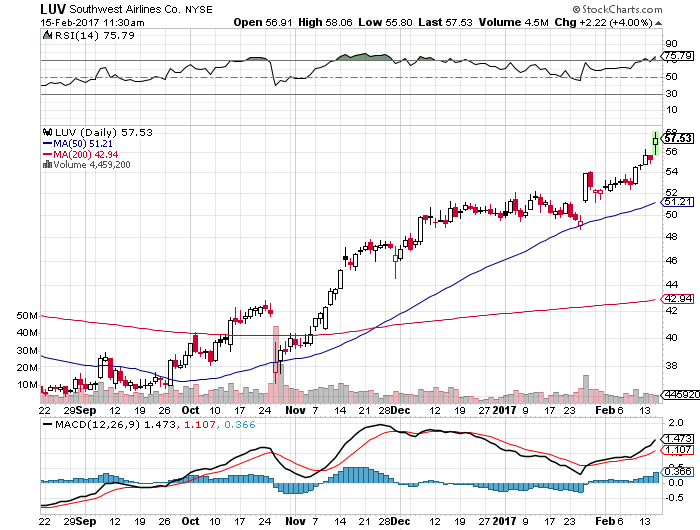 LUV Southwest Airlines Co. NYSE © StockCharts.com
15-Feb-2017 11:30am Open 56.91 High 58.06 Low 55.80 Last 57.53 Volume 4.5M Chg +2.22 (+4.00%)
RSI(14) 75.79
90
75.79
50
30
10
LUV (Daily) 57.53
MA(50) 51.21
MA(200) 42.94
Volume 4,459,200
58
57.53
56
54
52
51.21
50
48
46
44
42.94
42
40
38
4459200
50M
40M
30M
20M
10M
22 29 Sep 12 19 26 Oct 10 17 24 Nov 7 14 21 28 Dec 12 19 27 2017 9 17 23 Feb 6 13
MACD(12,26,9) 1.473, 1.107, 0.366
2.0
1.473
1.107
0.5
0.366
0.0
22 29 Sep 12 19 26 Oct 10 17 24 Nov 7 14 21 28 Dec 12 19 27 2017 9 17 23 Feb 6 13